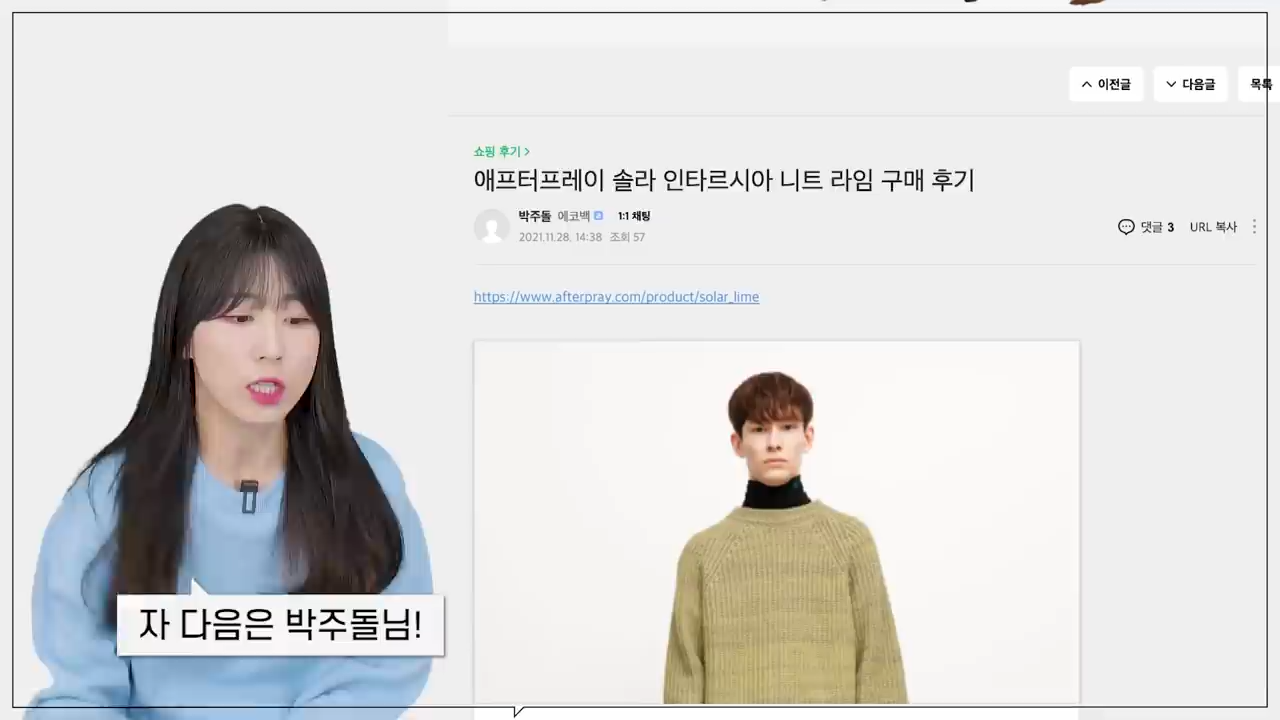 이전글
다음글
목록
쇼핑 후기 >
애프터프레이 솔라 인타르시아 니트 라임 구매 후기
박주돌 에코백 1:1 채팅
2021.11.28. 14:38 조회 57
댓글 3 URL 복사
https://www.afterpray.com/product/solar_lime
자 다음은 박주돌님!